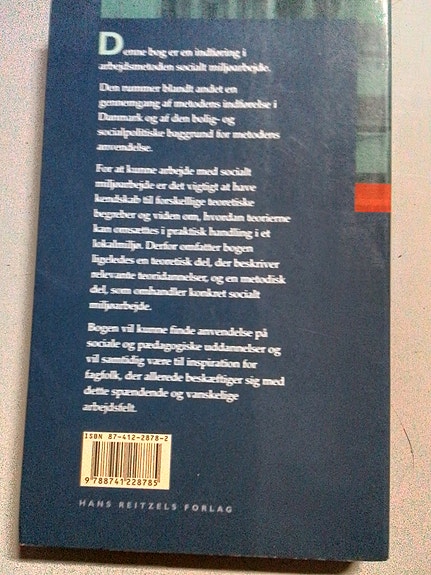 Denne bog er en indføring i
arbejdsmetoden socialt miljøarbejde.
Den rummer blandt andet en
gennemgang af metodens indførelse i
Danmark og af den bolig- og
socialpolitiske baggrund for metodens
anvendelse.
For at kunne arbejde med socialt
miljøarbejde er det vigtigt at have
kendskab til forskellige teoretiske
begreber og viden om, hvordan teorierne
kan omsættes i praktisk handling i et
lokalmiljø. Derfor omfatter bogen
ligeledes en teoretisk del, der beskriver
relevante teoridannelser, og en metodisk
del, som omhandler konkret socialt
miljøarbejde.
Bogen vil kunne finde anvendelse på
sociale og pædagogiske uddannelser og
vil samtidig være til inspiration for
fagfolk, der allerede beskæftiger sig med
dette spændende og vanskelige
arbejdsfelt.
ISBN 87-412-2878-2
9 788741 228785
HANS REITZELS FORLAG